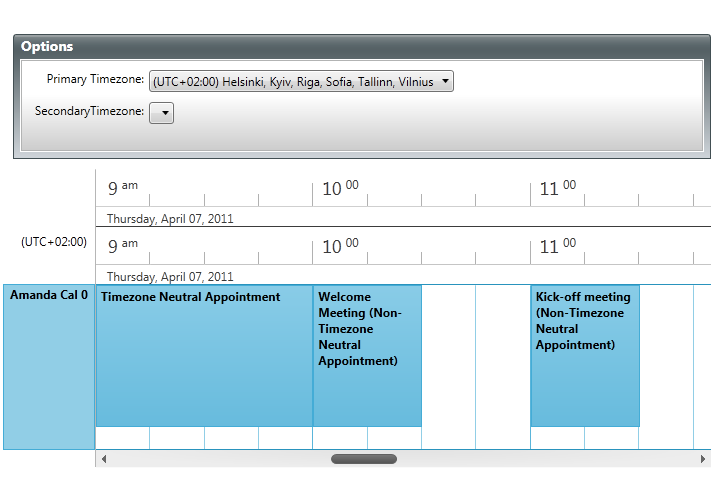 Options
Primary Timezone: (UTC+02:00) Helsinki, Kyiv, Riga, Sofia, Tallinn, Vilnius
SecondaryTimezone:
9 am 10 00 11 00
Thursday, April 07, 2011
(UTC+02:00) 9 am 10 00 11 00
Thursday, April 07, 2011
Amanda Cal 0
Timezone Neutral Appointment
Welcome
Meeting (Non-
Timezone
Neutral
Appointment)
Kick-off meeting
(Non-Timezone
Neutral
Appointment)